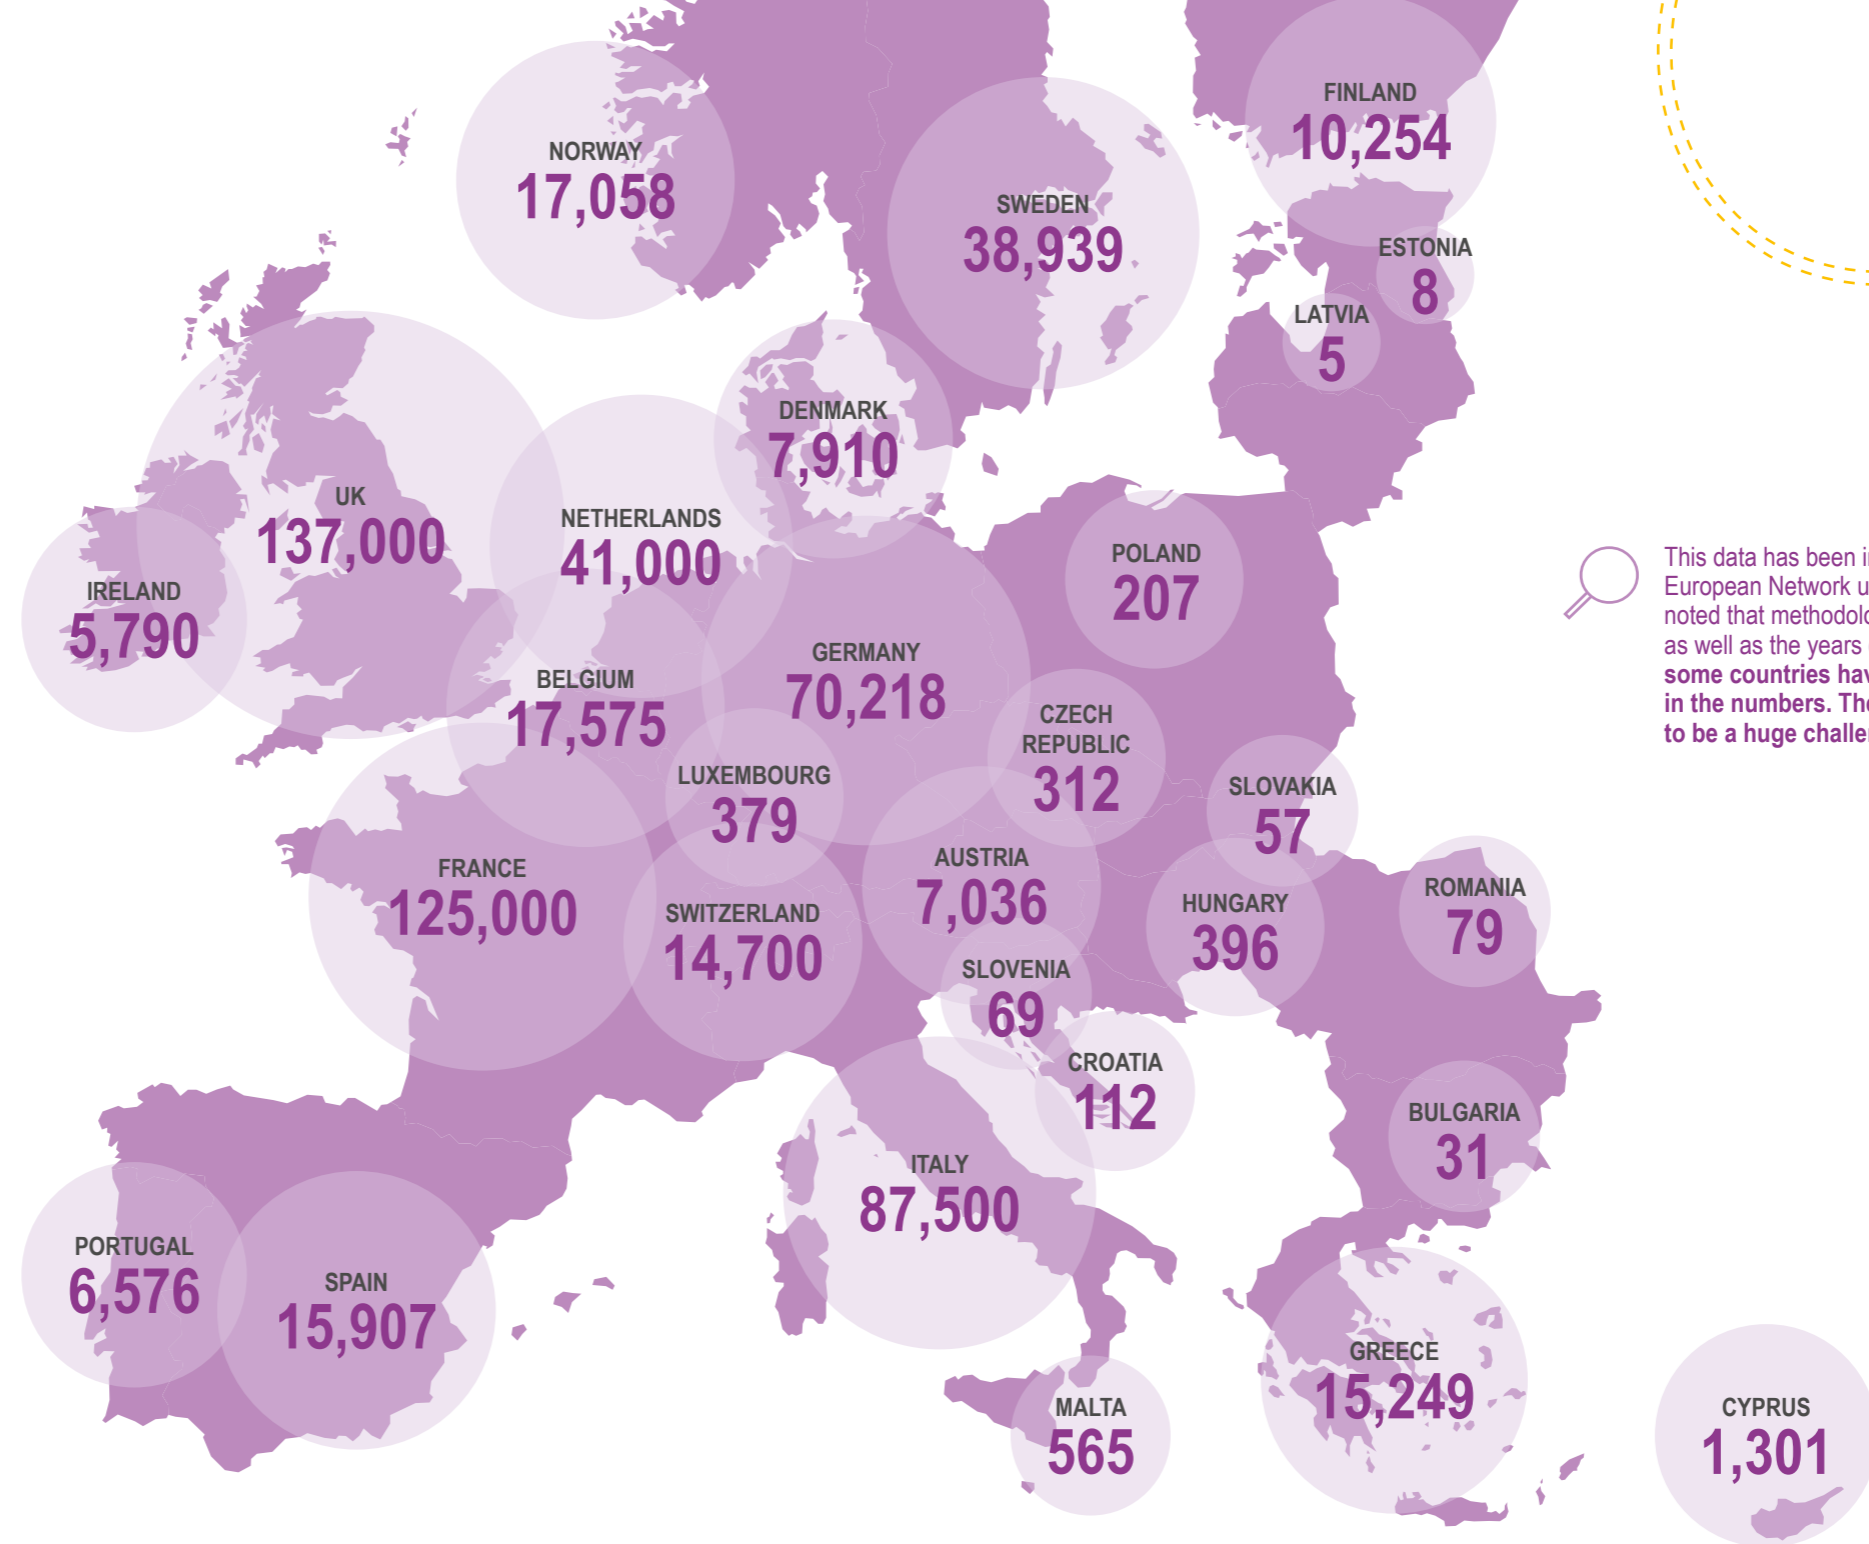 FINLAND
10,254
NORWAY
17,058
SWEDEN
38,939
ESTONIA
8
LATVIA
5
DENMARK
7,910
UK
137,000
NETHERLANDS
41,000
POLAND
207
IRELAND
5,790
GERMANY
70,218
BELGIUM
17,575
CZECH
REPUBLIC
312
LUXEMBOURG
379
SLOVAKIA
57
FRANCE
125,000
AUSTRIA
7,036
SWITZERLAND
14,700
HUNGARY
396
ROMANIA
79
SLOVENIA
69
CROATIA
112
BULGARIA
31
ITALY
87,500
PORTUGAL
6,576
SPAIN
15,907
GREECE
15,249
MALTA
565
CYPRUS
1,301
This data has been
European Network
noted that
as well as the years
some countries
in the numbers.
to be a huge